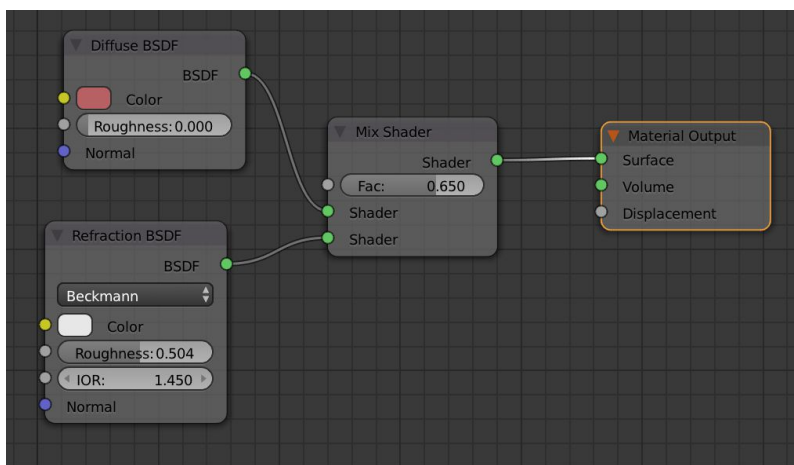 Diffuse BSDF
BSDF
Color
Roughness: 0.000
Normal
Refraction BSDF
BSDF
Beckmann
Color
Roughness: 0.504
IOR: 1.450
Normal
Mix Shader
Shader
Fac: 0.650
Shader
Shader
Material Output
Surface
Volume
Displacement